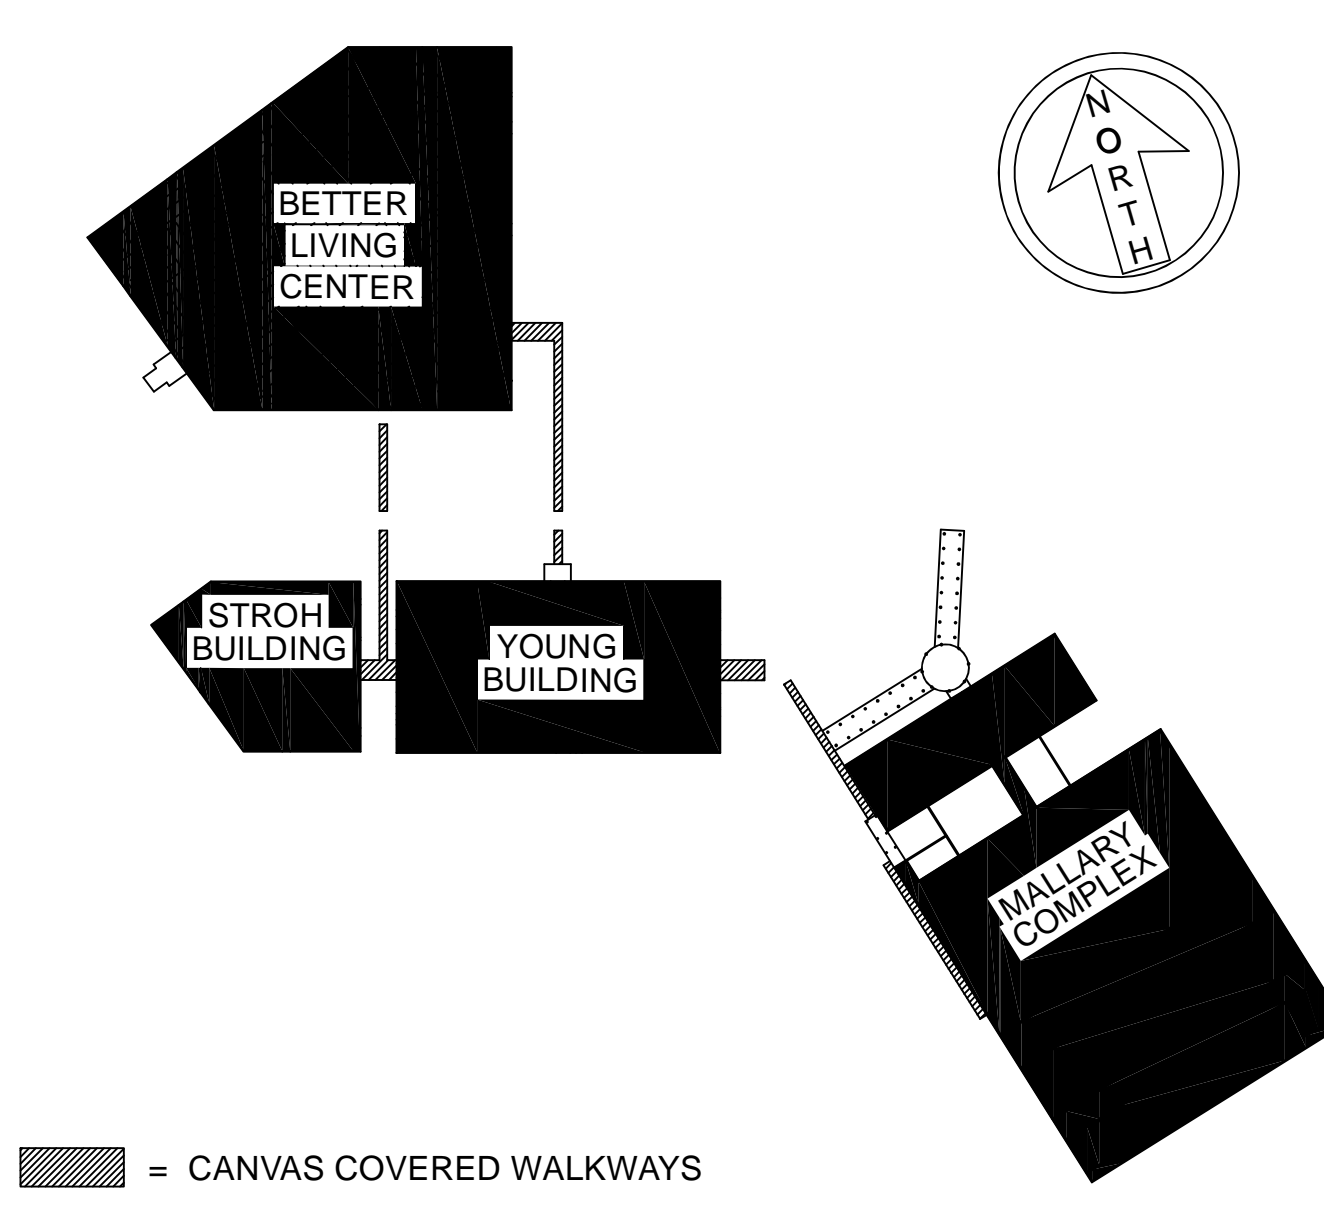 BETTER
LIVING
CENTER
NORTH
STROH
BUILDING
YOUNG
BUILDING
MALLARY
COMPLEX
= CANVAS COVERED WALKWAYS